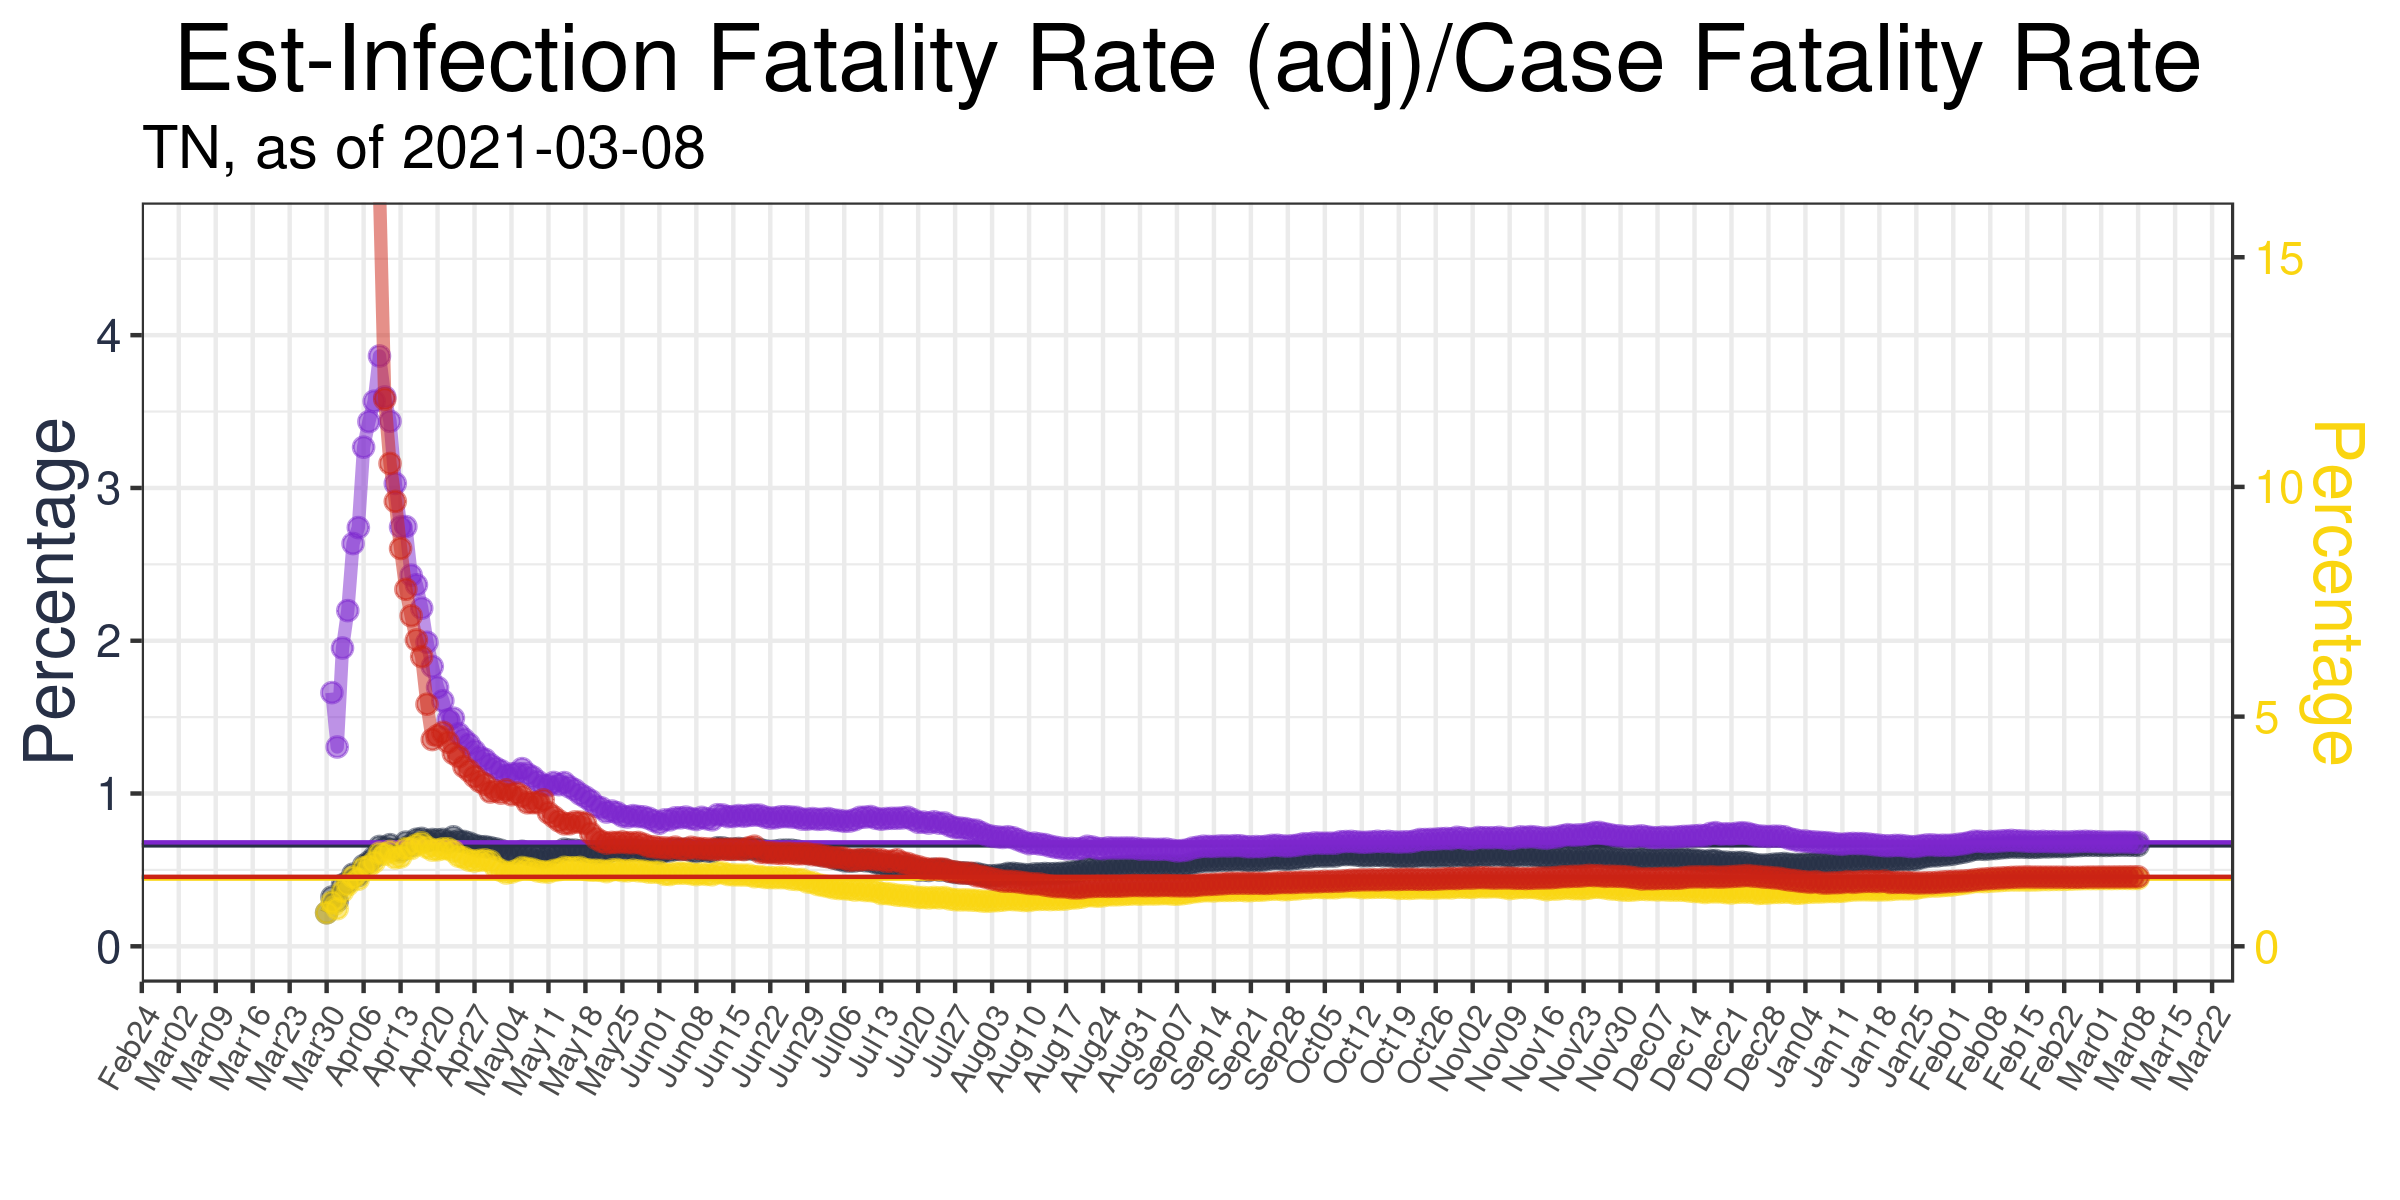 Est-Infection Fatality Rate (adj)/Case Fatality Rate
TN, as of 2021-03-08
Percentage
4
3
2
1
0
15
10
5
0
Percentage
Feb24
Mar02
Mar09
Mar16
Mar23
Mar30
Apr06
Apr13
Apr20
Apr27
May04
May11
May18
May25
Jun01
Jun08
Jun15
Jun22
Jun29
Jul06
Jul13
Jul20
Jul27
Aug03
Aug10
Aug17
Aug24
Aug31
Sep07
Sep14
Sep21
Sep28
Oct05
Oct12
Oct19
Oct26
Nov02
Nov09
Nov16
Nov23
Nov30
Dec07
Dec14
Dec21
Dec28
Jan04
Jan11
Jan18
Jan25
Feb01
Feb08
Feb15
Feb22
Mar01
Mar08
Mar15
Mar22